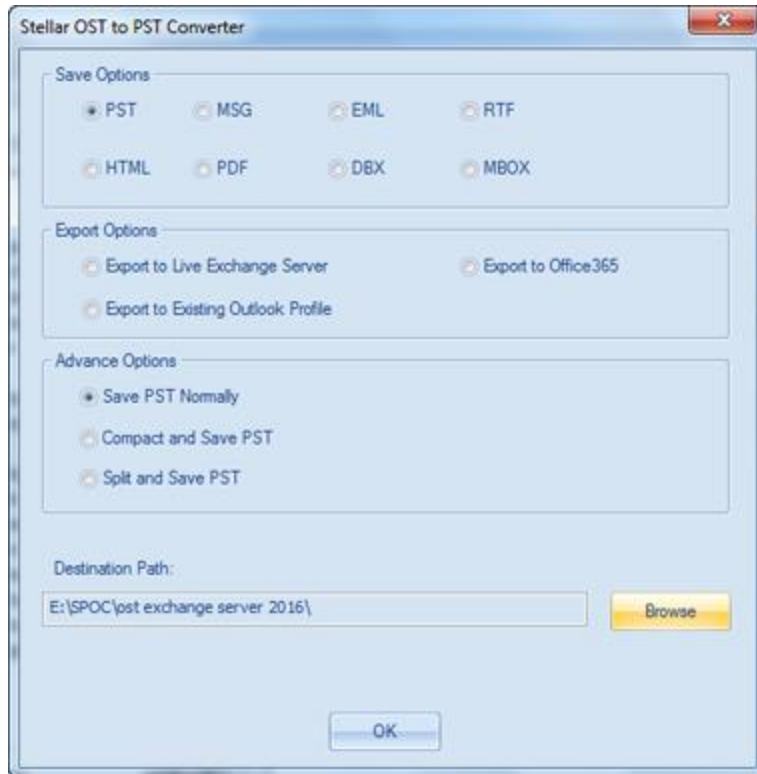 Stellar OST to PST Converter
Save Options
PST MSG EML RTF
HTML PDF DBX MBOX
Export Options
Export to Live Exchange Server Export to Office365
Export to Existing Outlook Profile
Advance Options
Save PST Normally
Compact and Save PST
Split and Save PST
Destination Path:
E:\SPOC\ost exchange server 2016\
Browse
OK